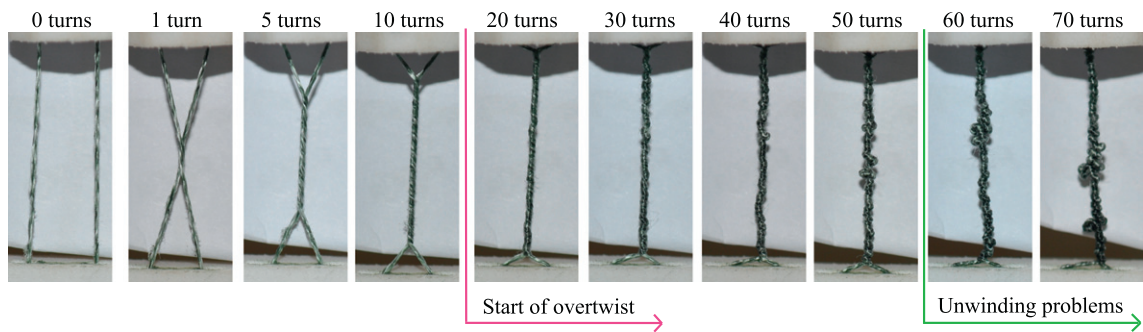 0 turns
1 turn
5 turns
10 turns
20 turns
30 turns
40 turns
50 turns
60 turns
70 turns
Start of overtwist
Unwinding problems